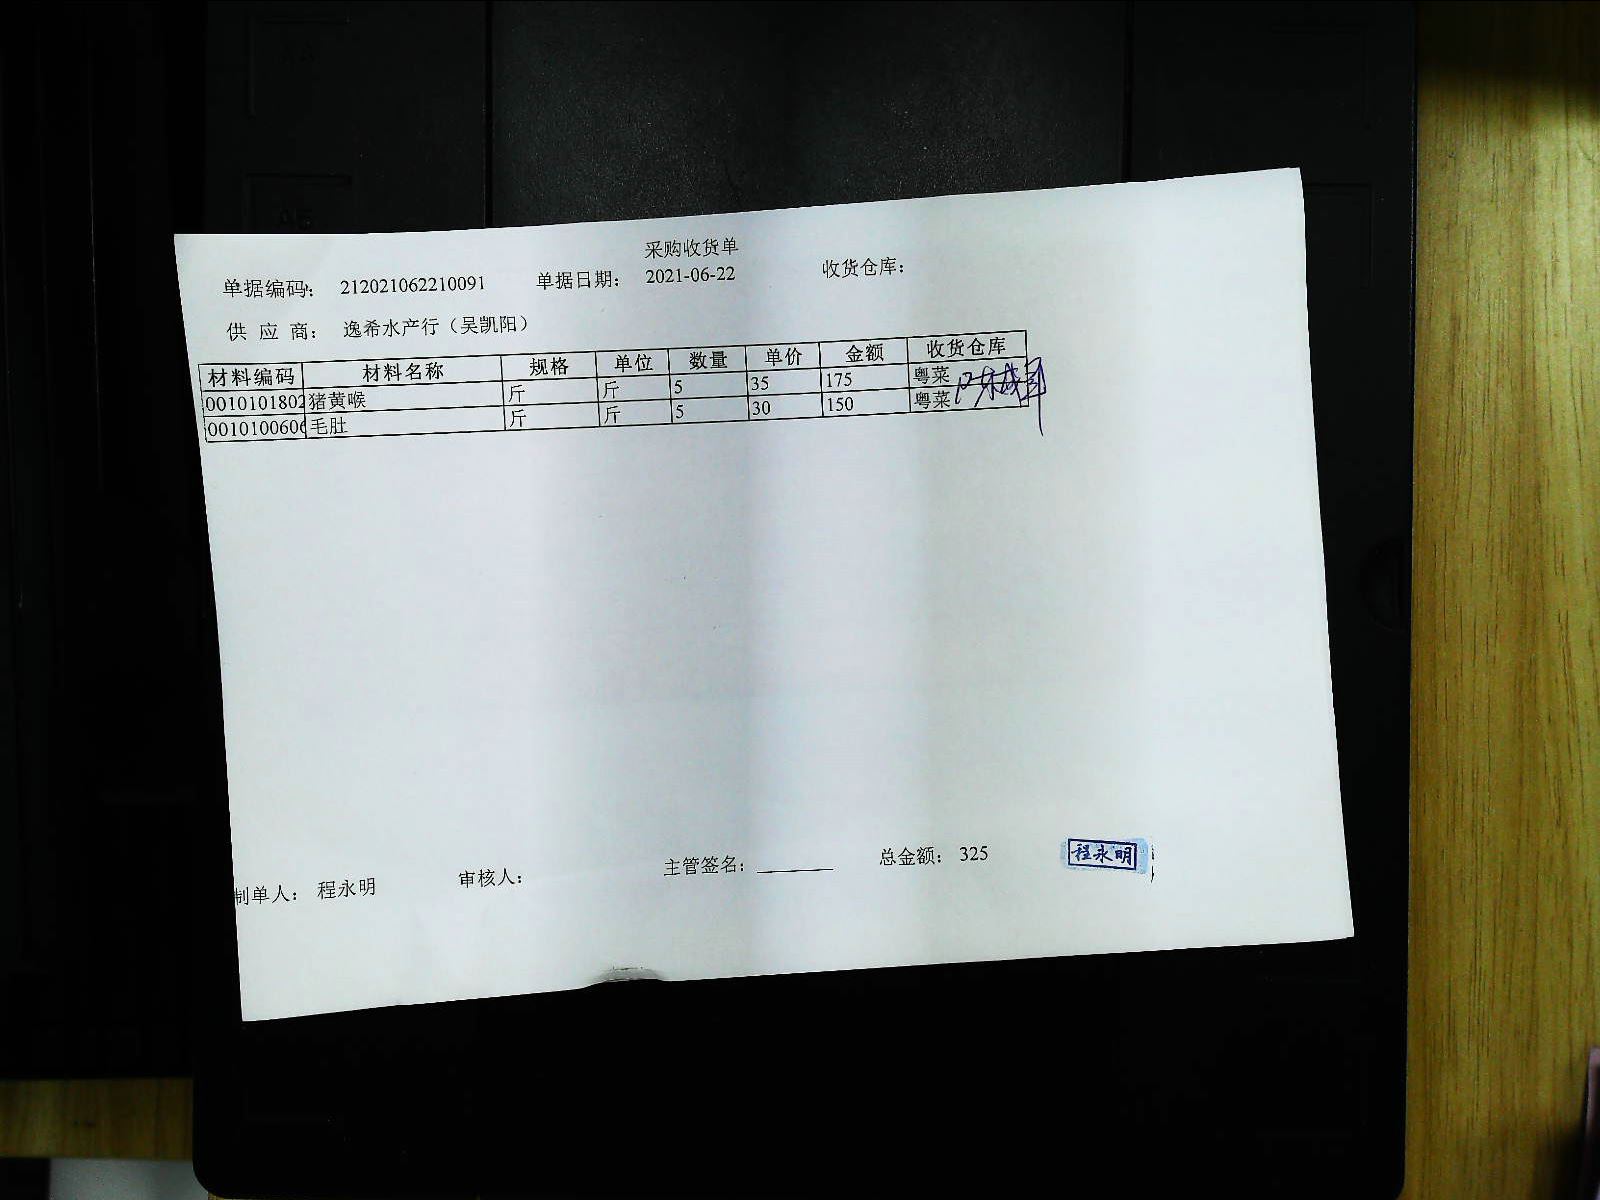 采购收货单
单据编码： 212021062210091 单据日期： 2021-06-22 收货仓库：
供 应 商： 逸希水产行（吴凯阳）
材料编码 材料名称 规格 单位 数量 单价 金额 收货仓库
0010101802 猪黄喉 斤 斤 5 35 175 粤菜
001010060 毛肚 斤 斤 5 30 150 粤菜
制单人： 程永明 审核人： 主管签名： 总金额： 325
程永明